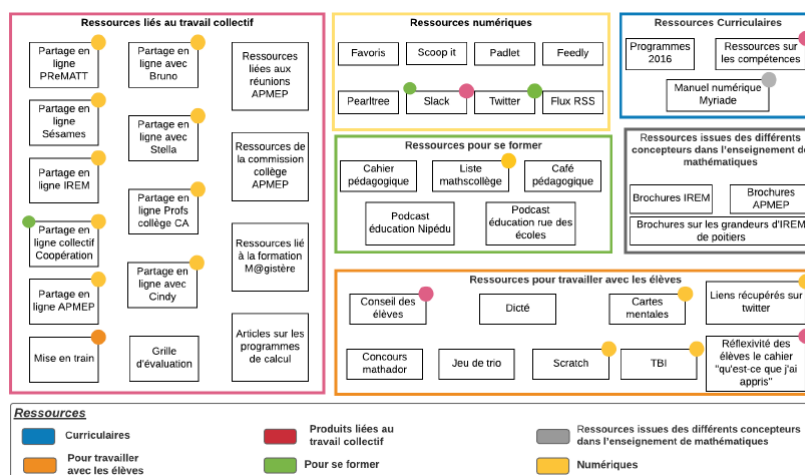 Ressources liés au travail collectif
Partage en
ligne
PReMATT
Partage en
ligne avec
Bruno
Ressources
liées aux
réunions
APMEP
Partage en
ligne
Sésames
Partage en
ligne avec
Stella
Ressources de
la commission
collège
APMEP
Partage en
ligne IREM
Partage en
ligne Profs
collège CA
Partage en
ligne collectif
Coopération
Ressources lié
à la formation
M@gistère
Partage en
ligne APMEP
Partage en
ligne avec
Cindy
Mise en train
Grille
d'évaluation
Articles sur les
programmes
de calcul
Ressources numériques
Favoris
Scoop it
Padlet
Feedly
Pearltree
Slack
Twitter
Flux RSS
Ressources Curriculaires
Programmes
2016
Ressources sur
les compétences
Manuel numérique
Myriade
Ressources pour se former
Cahier
pédagogique
Liste
mathscollège
Café
pédagogique
Podcast
éducation Nipédu
Podcast
éducation rue des
écoles
Ressources issues des différents
concepteurs dans l'enseignement de
mathématiques
Brochures IREM
Brochures
APMEP
Brochures sur les grandeurs d'IREM
de poitiers
Ressources pour travailler avec les élèves
Conseil des
élèves
Dicté
Cartes
mentales
Liens récupérés sur
twitter
Concours
mathador
Jeu de trio
Scratch
TBI
Réflexivité des
élèves le cahier
"qu'est-ce que j'ai
appris"
Ressources
Curriculaires
Produits liées au
travail collectif
Ressources issues des différents concepteurs
dans l'enseignement de mathématiques
Pour travailler
avec les élèves
Pour se former
Numériques